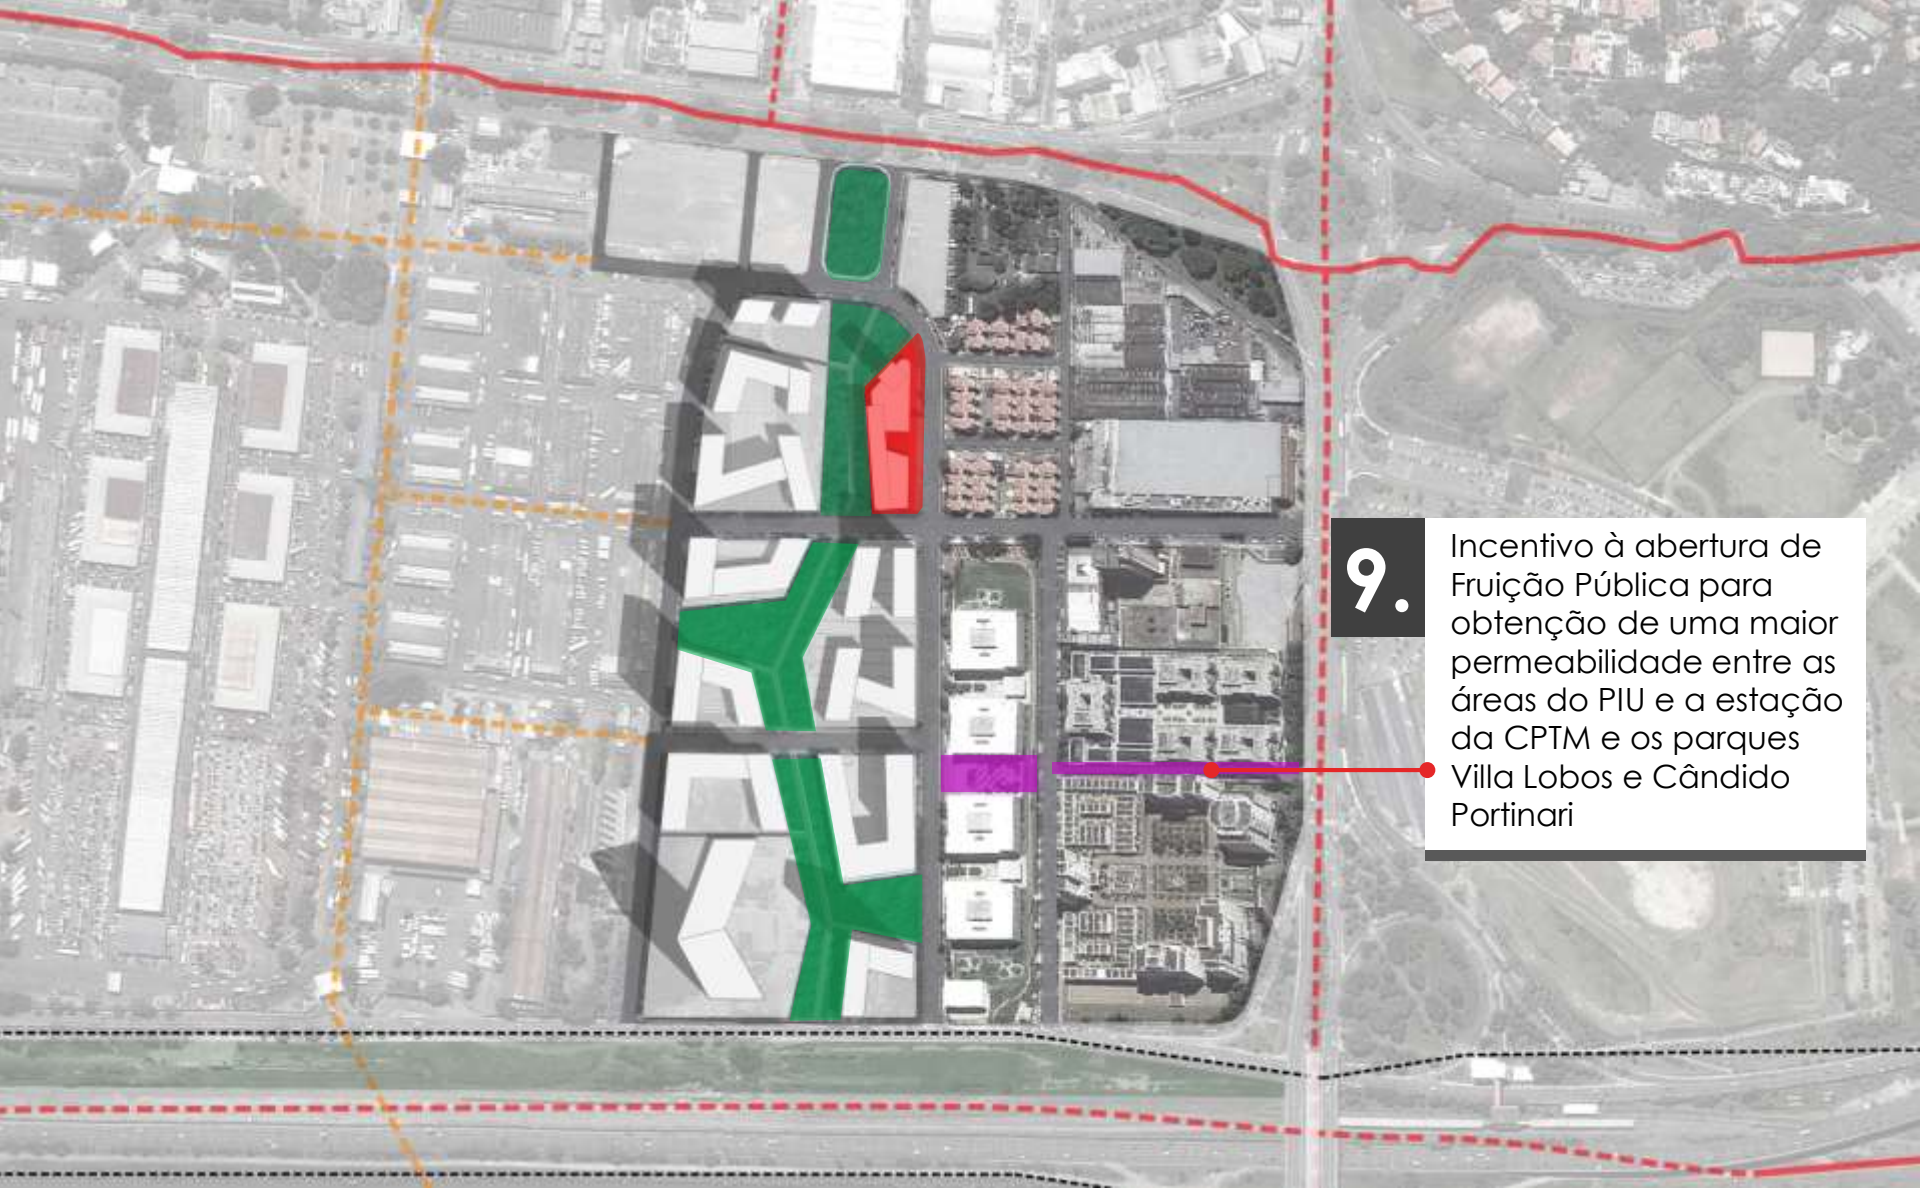 9.
Incentivo à abertura de
Fruição Pública para
obtenção de uma maior
permeabilidade entre as
áreas do PIU e a estação
da CPTM e os parques
Villa Lobos e Cândido
Portinari